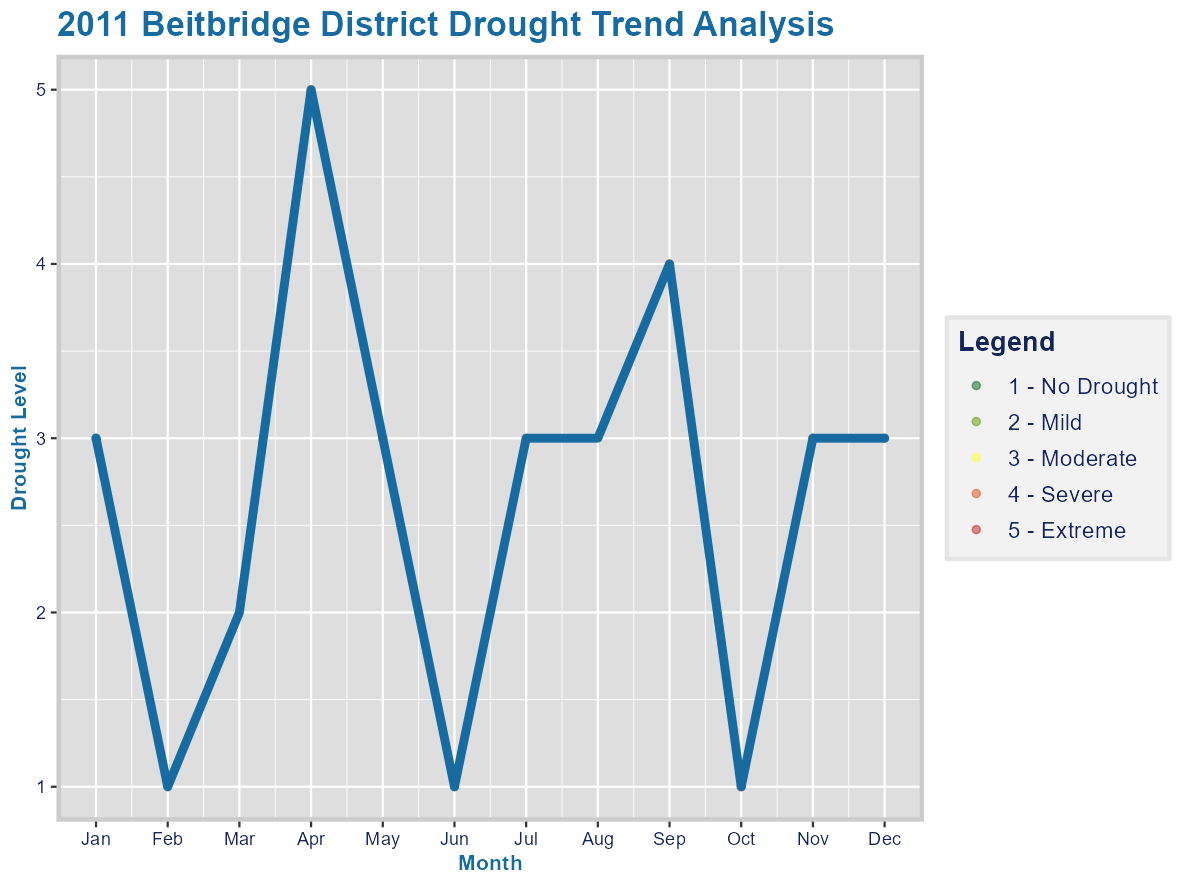 2011 Beitbridge District Drought Trend Analysis
Drought Level
5
4
3
2
1
Jan Feb Mar Apr May Jun Jul Aug Sep Oct Nov Dec
Month
Legend
1 - No Drought
2 - Mild
3 - Moderate
4 - Severe
5 - Extreme